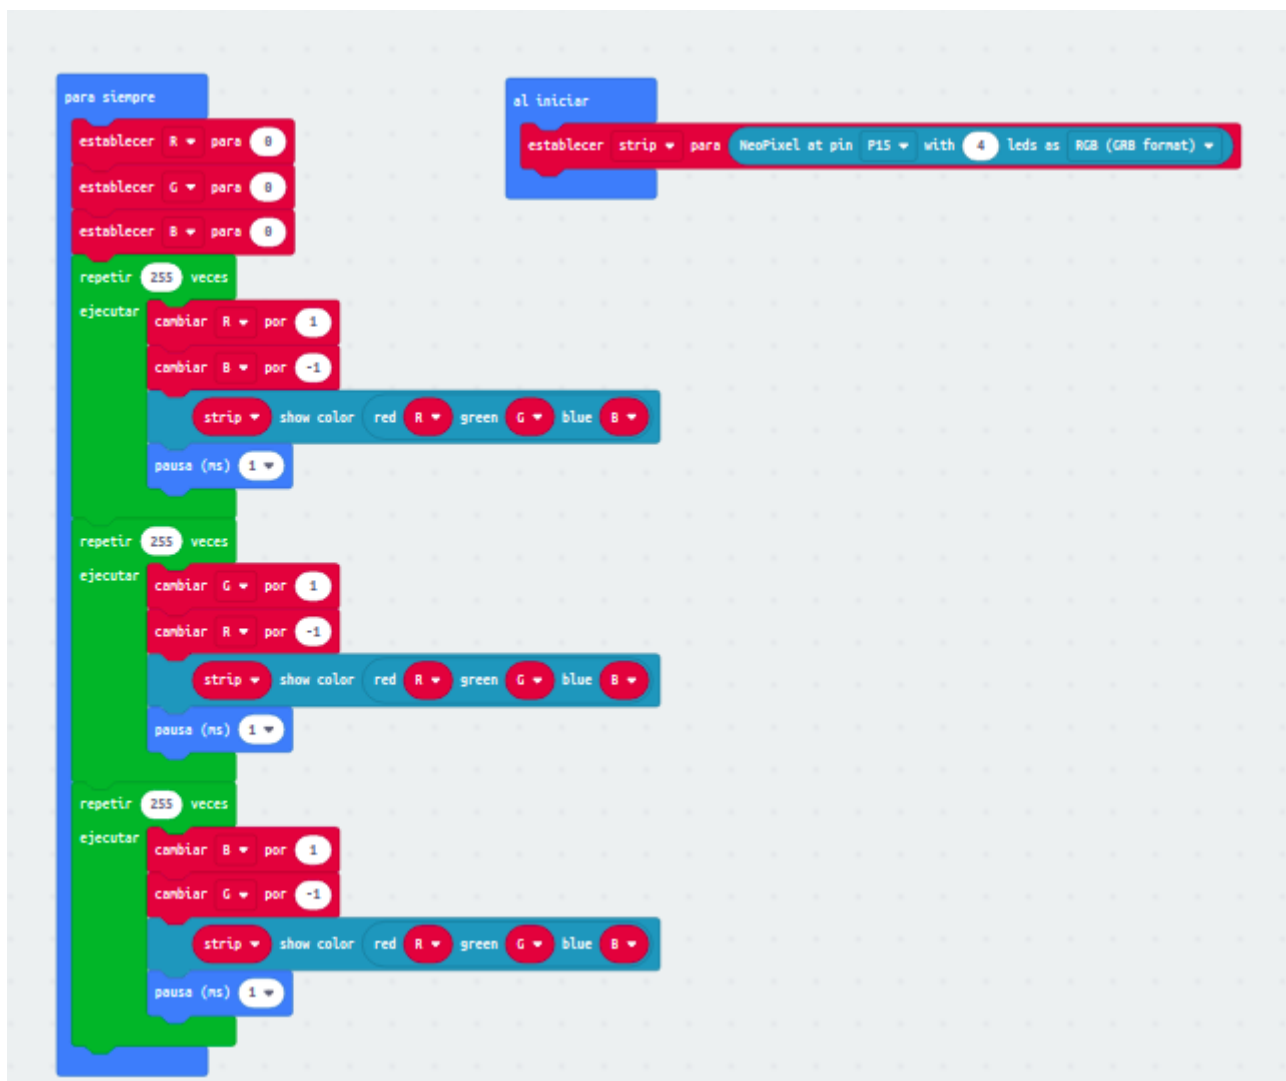 para siempre
establecer R para 0
establecer G para 0
establecer B para 0
repetir 255 veces
ejecutar
cambiar R por 1
cambiar B por -1
strip show color red R green G blue B
pausa (ms) 1
repetir 255 veces
ejecutar
cambiar G por 1
cambiar R por -1
strip show color red R green G blue B
pausa (ms) 1
repetir 255 veces
ejecutar
cambiar B por 1
cambiar G por -1
strip show color red R green G blue B
pausa (ms) 1
al iniciar
establecer strip para NeoPixel at pin P15 with 4 leds as RGB (GRB format)